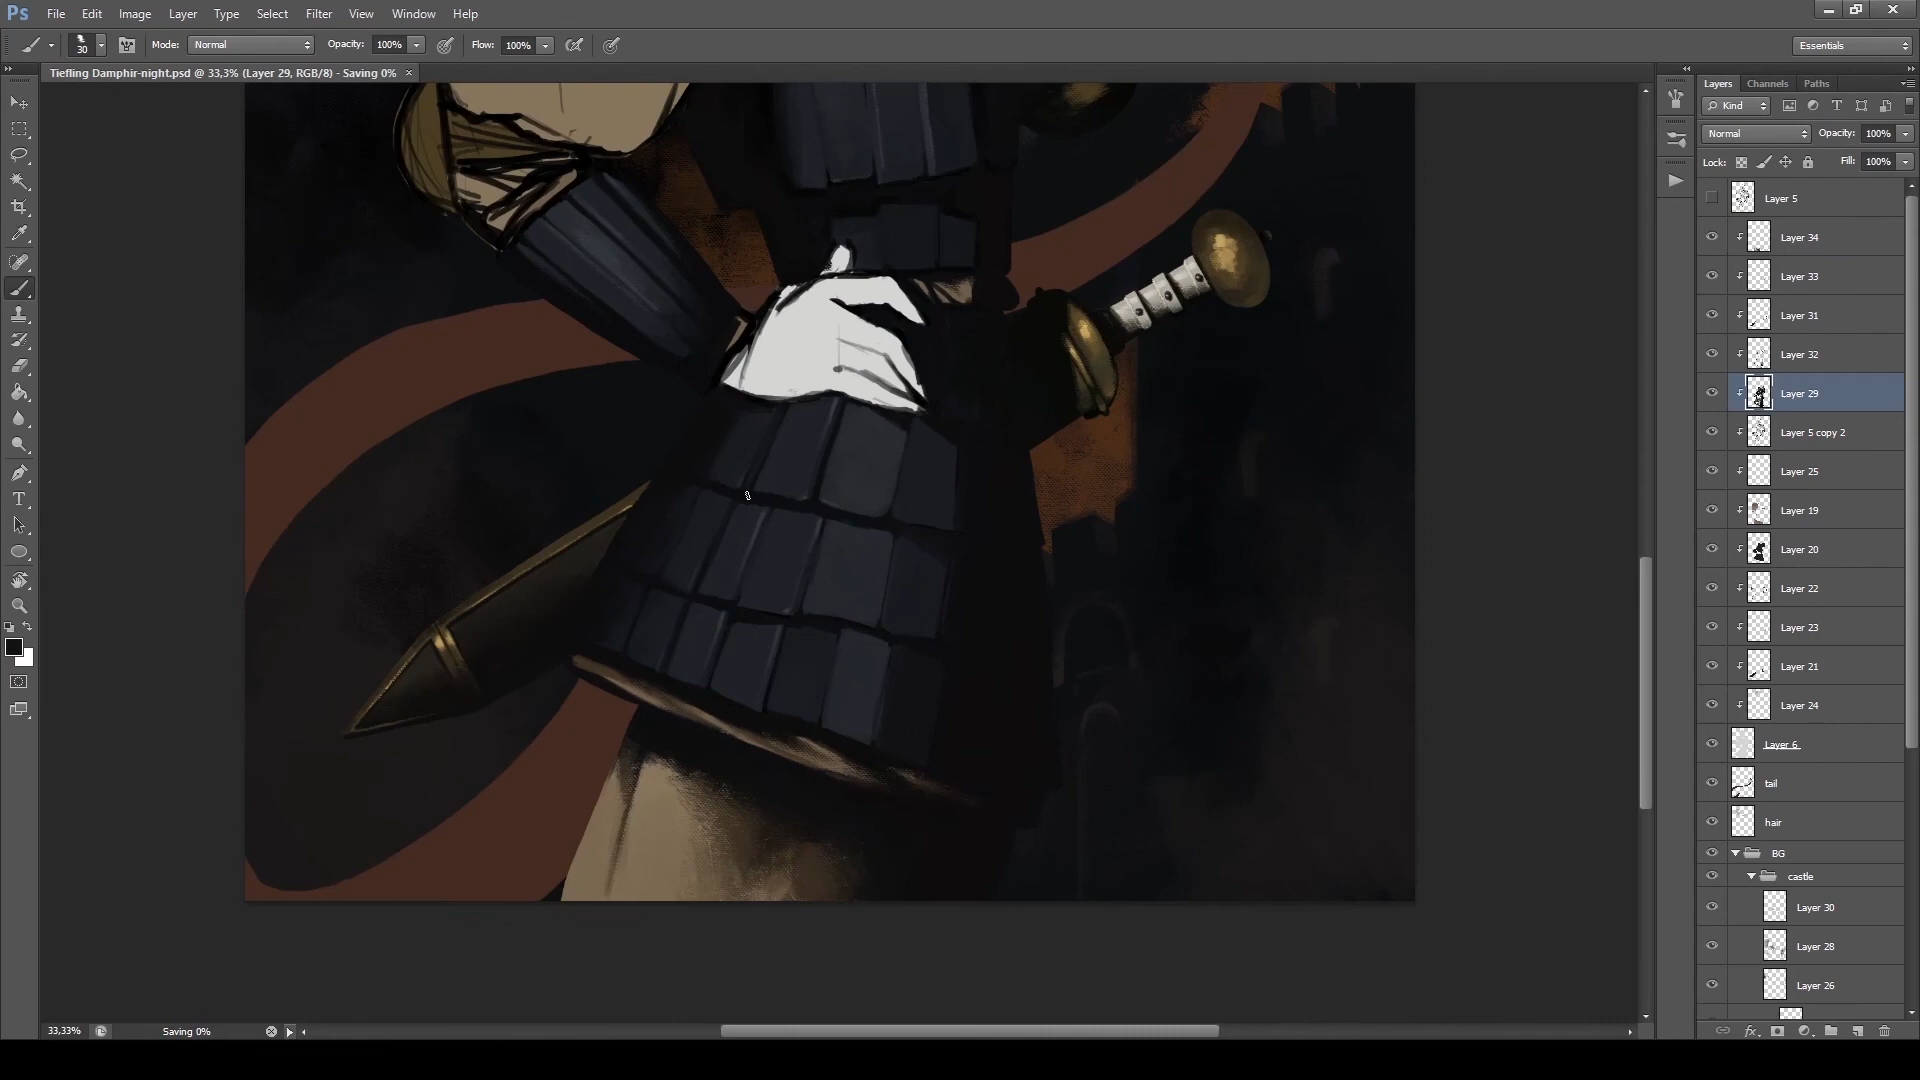 Ps File Edit Image Layer Type Select Filter View Window Help
30 Mode: Normal Opacity: 100% Flow: 100% Essentials
Tiefling Damphir-night.psd @ 33,3% (Layer 29, RGB/8) - Saving 0% ×
Layers Channels Paths
Kind
Normal Opacity: 100%
Lock: Fill: 100%
Layer 5
Layer 34
Layer 33
Layer 31
Layer 32
Layer 29
Layer 5 copy 2
Layer 25
Layer 19
Layer 20
Layer 22
Layer 23
Layer 21
Layer 24
Layer 6
tail
hair
BG
castle
Layer 30
Layer 28
Layer 26
33,33% Saving 0%